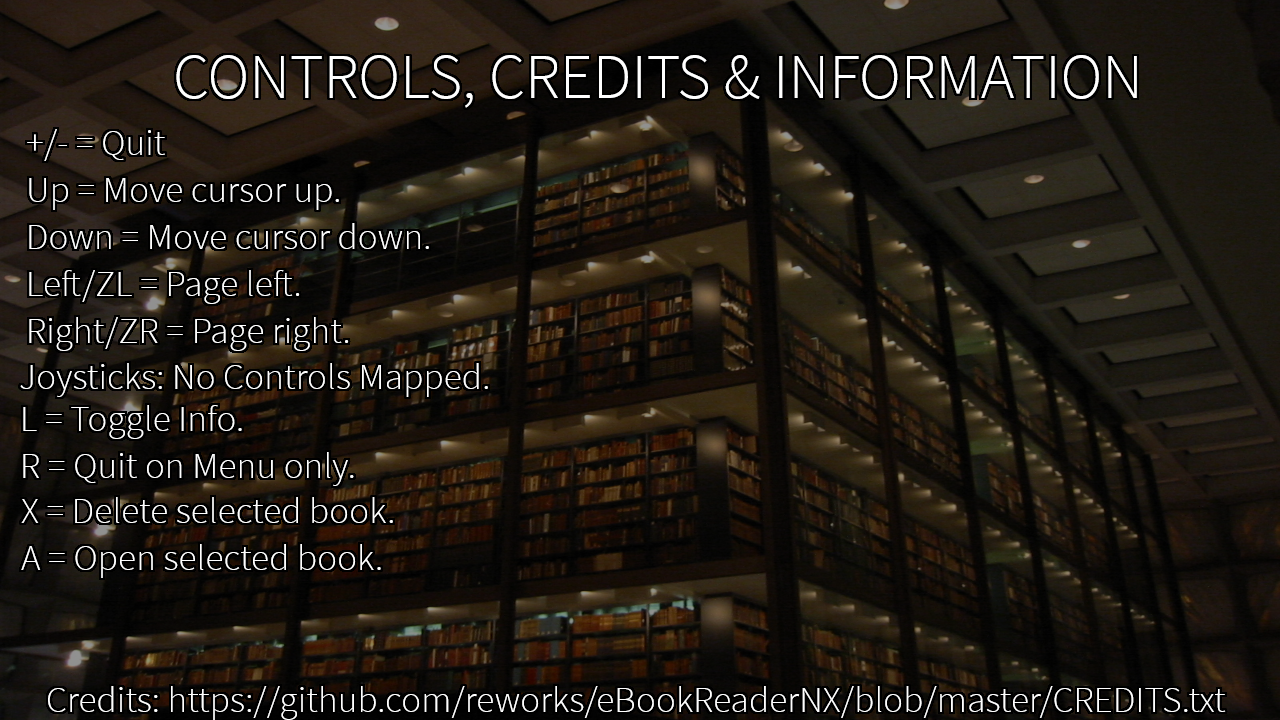 CONTROLS, CREDITS & INFORMATION
+/- = Quit
Up = Move cursor up.
Down = Move cursor down.
Left/ZL = Page left.
Right/ZR = Page right.
Joysticks: No Controls Mapped.
L = Toggle Info.
R = Quit on Menu only.
X = Delete selected book.
A = Open selected book.
Credits: https://github.com/reworks/eBookReaderNX/blob/master/CREDITS.txt